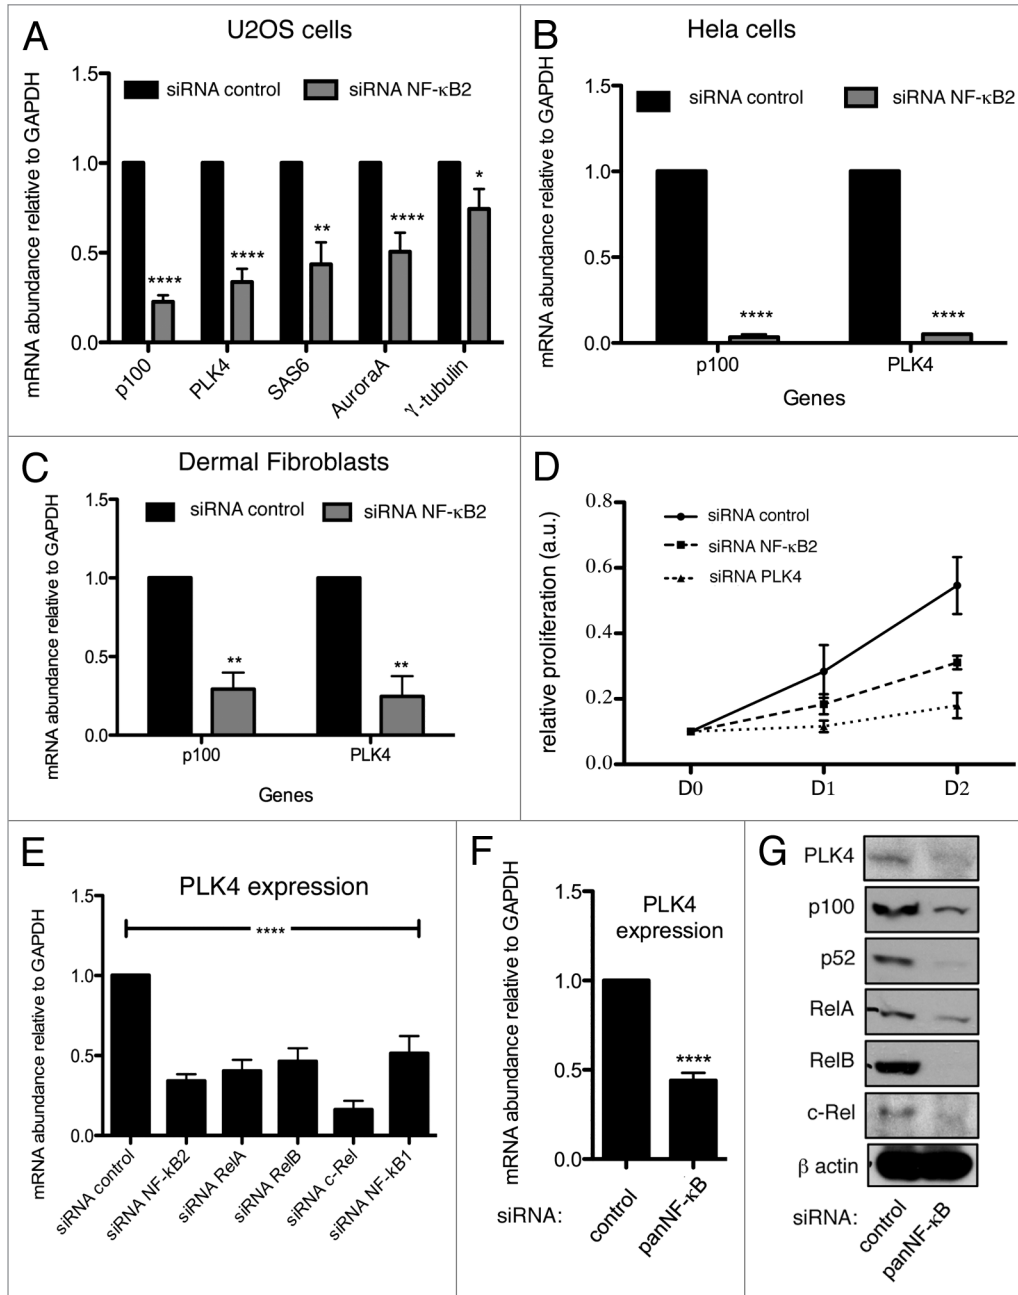 A
U2OS cells
mRNA abundance relative to GAPDH
siRNA control
siRNA NF-κB2
1.5
1.0
0.5
0.0
****
****
**
****
*
p100
PLK4
SAS6
AuroraA
γ-tubulin
B
Hela cells
mRNA abundance relative to GAPDH
siRNA control
siRNA NF-κB2
1.5
1.0
0.5
0.0
****
****
p100
PLK4
Genes
C
Dermal Fibroblasts
mRNA abundance relative to GAPDH
siRNA control
siRNA NF-κB2
1.5
1.0
0.5
0.0
**
**
p100
PLK4
Genes
D
relative proliferation (a.u.)
0.8
0.6
0.4
0.2
0.0
siRNA control
siRNA NF-κB2
siRNA PLK4
D0
D1
D2
E
PLK4 expression
mRNA abundance relative to GAPDH
1.5
1.0
0.5
0.0
****
siRNA control
siRNA NF-kB2
siRNA RelA
siRNA RelB
siRNA c-Rel
siRNA NF-kB1
F
PLK4
expression
mRNA abundance relative to GAPDH
1.5
1.0
0.5
0.0
****
siRNA:
control
panNF-κB
G
PLK4
p100
p52
RelA
RelB
c-Rel
β actin
siRNA:
control
panNF-κB